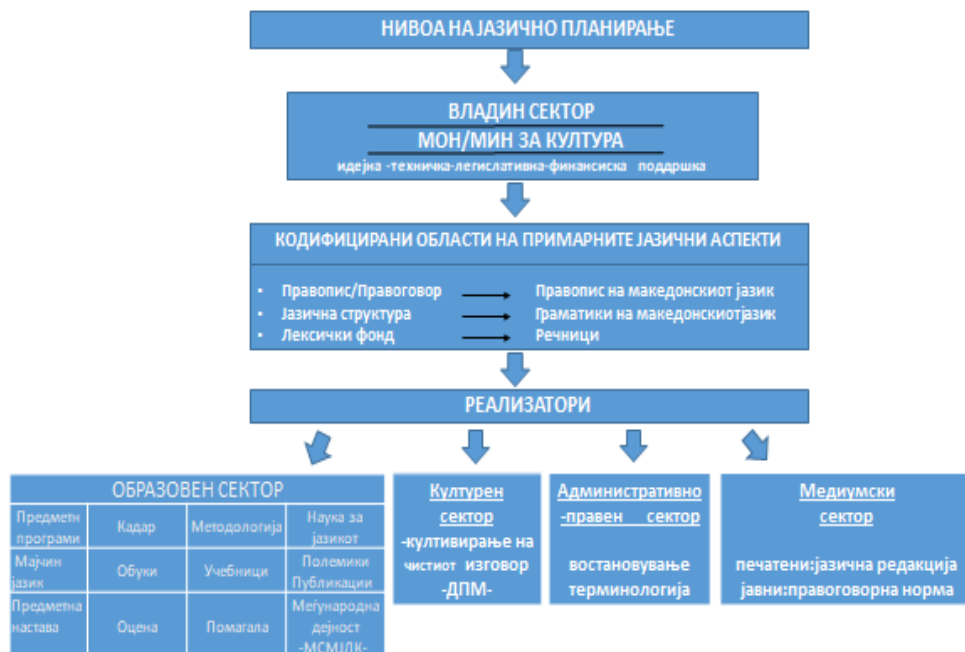 НИВОА НА ЈАЗИЧНО ПЛАНИРАЊЕ
ВЛАДИН СЕКТОР
МОН/МИН ЗА КУЛТУРА
идејна -техничка-легислативна-финансиска поддршка
КОДИФИЦИРАНИ ОБЛАСТИ НА ПРИМАРНИТЕ ЈАЗИЧНИ АСПЕКТИ
• Правопис/Правоговор Правопис на македонскиот јазик
• Јазична структура Граматики на македонскиотјазик
• Лексички фонд Речници
РЕАЛИЗАТОРИ
ОБРАЗОВЕН СЕКТОР
Предметн програми
Кадар
Методологија
Наука за јазикот
Мајчин јазик
Обуки
Учебници
Полемики Публикации
Предметна настава
Оцена
Помагала
Меѓународна дејност -МСМЈЛК-
Културен
сектор
-култивирање на
чистиот изговор
-ДПМ-
Административно
-правен сектор
востановување
терминологија
Медиумски
сектор
печатени:јазична редакција
јавни:правоговорна норма